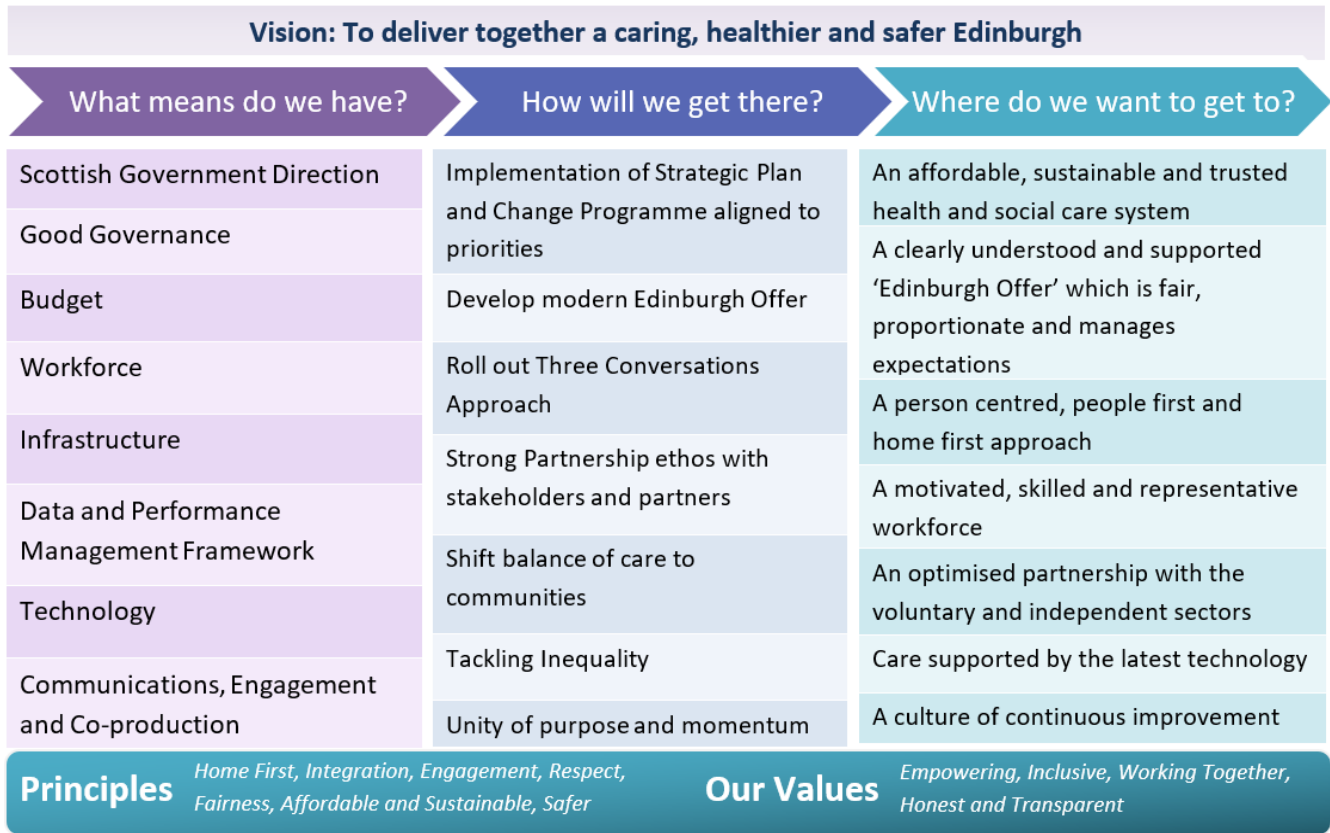 Vision: To deliver together a caring, healthier and safer Edinburgh
What means do we have?
How will we get there?
Where do we want to get to?
Scottish Government Direction
Good Governance
Budget
Workforce
Infrastructure
Data and Performance
Management Framework
Technology
Communications, Engagement
and Co-production
Implementation of Strategic Plan
and Change Programme aligned to
priorities
Develop modern Edinburgh Offer
Roll out Three Conversations
Approach
Strong Partnership ethos with
stakeholders and partners
Shift balance of care to
communities
Tackling Inequality
Unity of purpose and momentum
An affordable, sustainable and trusted
health and social care system
A clearly understood and supported
‘Edinburgh Offer’ which is fair,
proportionate and manages
expectations
A person centred, people first and
home first approach
A motivated, skilled and representative
workforce
An optimised partnership with the
voluntary and independent sectors
Care supported by the latest technology
A culture of continuous improvement
Principles
Home First, Integration, Engagement, Respect,
Fairness, Affordable and Sustainable, Safer
Our Values
Empowering, Inclusive, Working Together,
Honest and Transparent